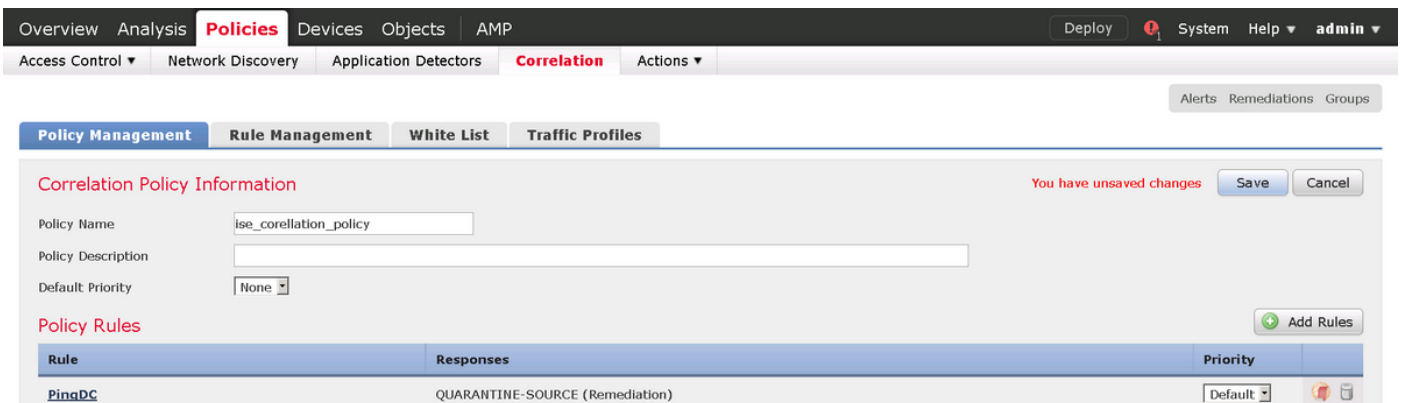 Overview Analysis Policies Devices Objects AMP Deploy 1 System Help admin
Access Control Network Discovery Application Detectors Correlation Actions
Alerts Remediations Groups
Policy Management Rule Management White List Traffic Profiles
Correlation Policy Information You have unsaved changes Save Cancel
Policy Name ise_corellation_policy
Policy Description
Default Priority None
Policy Rules Add Rules
Rule Responses Priority
PingDC QUARANTINE-SOURCE (Remediation) Default